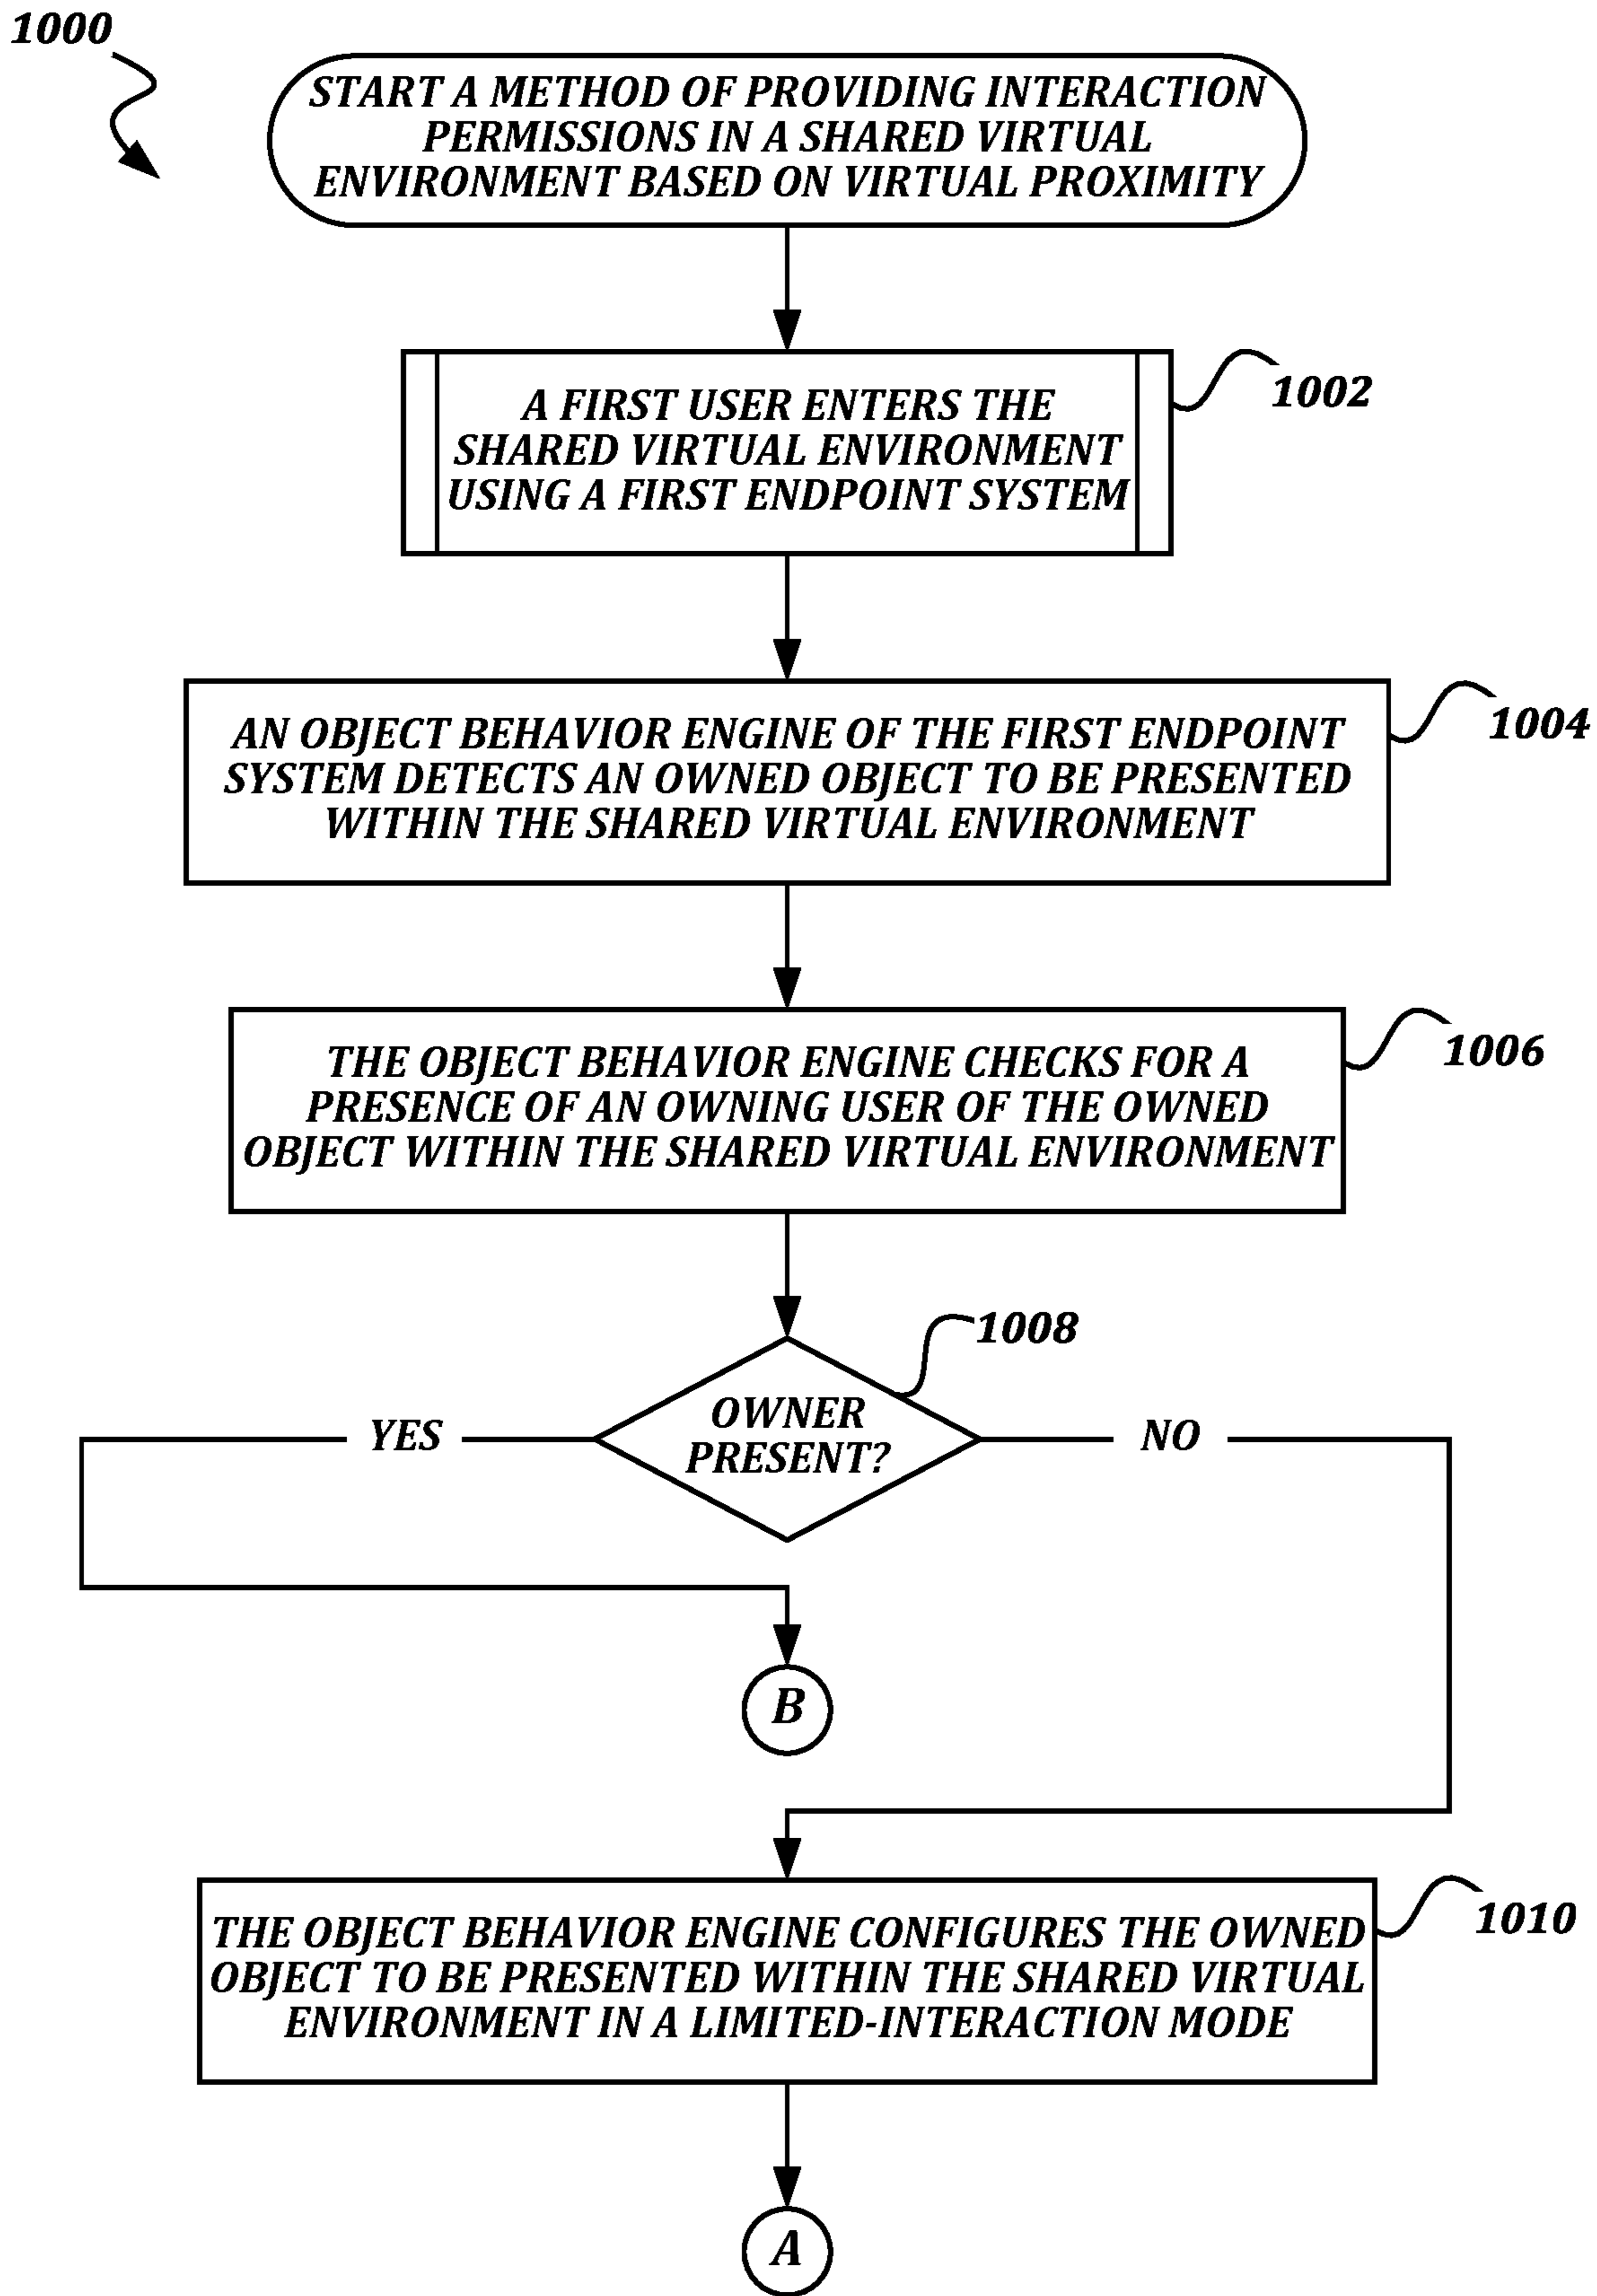 1000
START A METHOD OF PROVIDING INTERACTION
PERMISSIONS IN A SHARED VIRTUAL
ENVIRONMENT BASED ON VIRTUAL PROXIMITY
A FIRST USER ENTERS THE
SHARED VIRTUAL ENVIRONMENT
USING A FIRST ENDPOINT SYSTEM
1002
AN OBJECT BEHAVIOR ENGINE OF THE FIRST ENDPOINT
SYSTEM DETECTS AN OWNED OBJECT TO BE PRESENTED
WITHIN THE SHARED VIRTUAL ENVIRONMENT
1004
THE OBJECT BEHAVIOR ENGINE CHECKS FOR A
PRESENCE OF AN OWNING USER OF THE OWNED
OBJECT WITHIN THE SHARED VIRTUAL ENVIRONMENT
1006
1008
OWNER
PRESENT?
YES
NO
B
THE OBJECT BEHAVIOR ENGINE CONFIGURES THE OWNED
OBJECT TO BE PRESENTED WITHIN THE SHARED VIRTUAL
ENVIRONMENT IN A LIMITED-INTERACTION MODE
1010
A